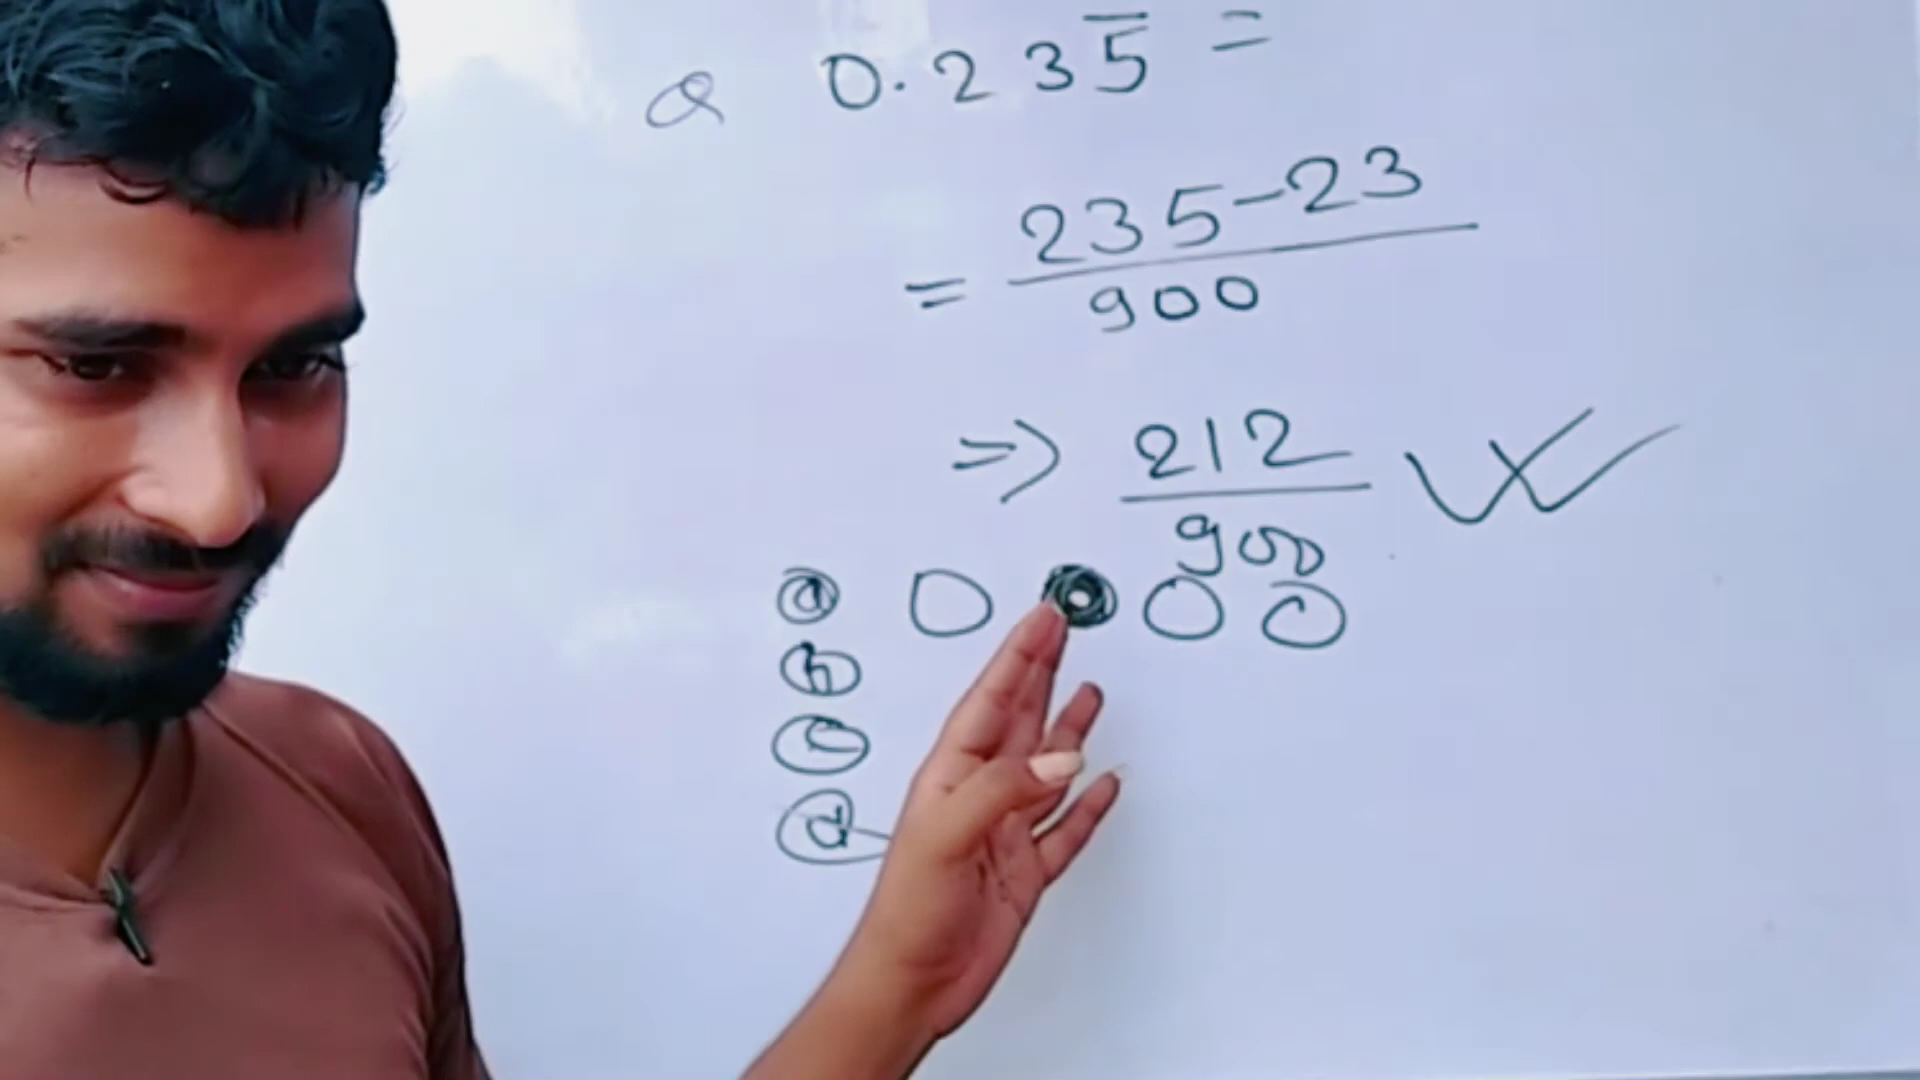 Q 0.235̅ =
= 235-23
900
=> 212
900
a
b
c
d